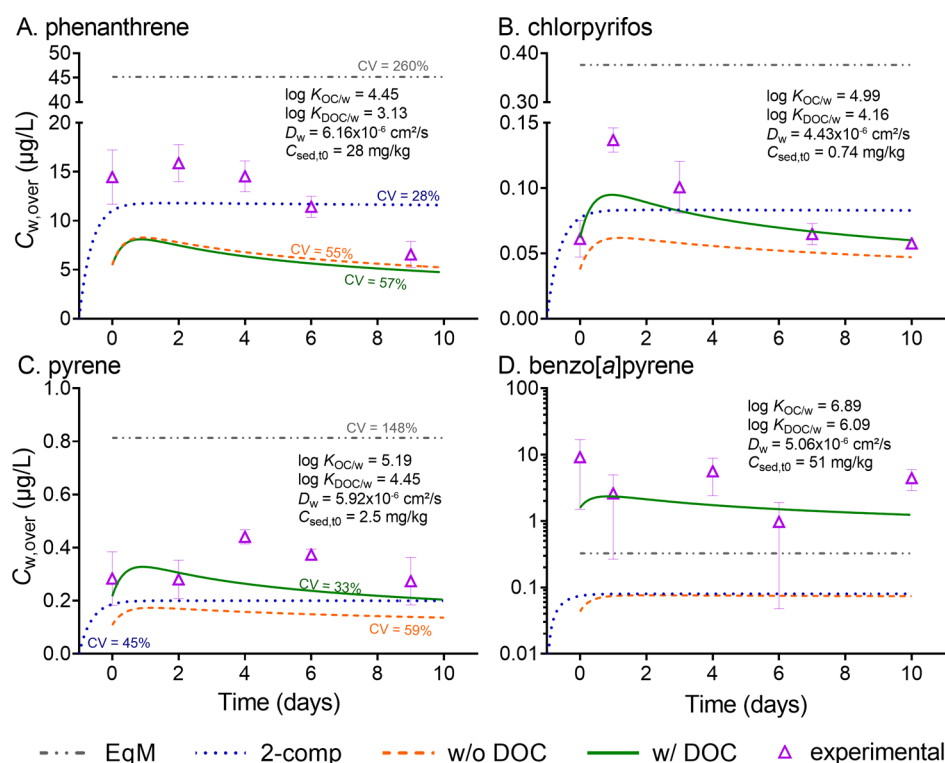 A. phenanthrene
CV = 260%
log KOC/w = 4.45
log KDOC/w = 3.13
Dw = 6.16x10⁻⁶ cm²/s
Csed,t0 = 28 mg/kg
CV = 28%
CV = 55%
CV = 57%
Cw,over (µg/L)
50
45
40
20
15
10
5
0
0 2 4 6 8 10
B. chlorpyrifos
log KOC/w = 4.99
log KDOC/w = 4.16
Dw = 4.43x10⁻⁶ cm²/s
Csed,t0 = 0.74 mg/kg
0.40
0.30
0.15
0.10
0.05
0.00
0 2 4 6 8 10
C. pyrene
CV = 148%
log KOC/w = 5.19
log KDOC/w = 4.45
Dw = 5.92x10⁻⁶ cm²/s
Csed,t0 = 2.5 mg/kg
CV = 33%
CV = 59%
CV = 45%
Cw,over (µg/L)
1.0
0.8
0.6
0.4
0.2
0.0
0 2 4 6 8 10
Time (days)
D. benzo[a]pyrene
log KOC/w = 6.89
log KDOC/w = 6.09
Dw = 5.06x10⁻⁶ cm²/s
Csed,t0 = 51 mg/kg
100
10
1
0.1
0.01
0 2 4 6 8 10
Time (days)
EqM 2-comp w/o DOC w/ DOC experimental